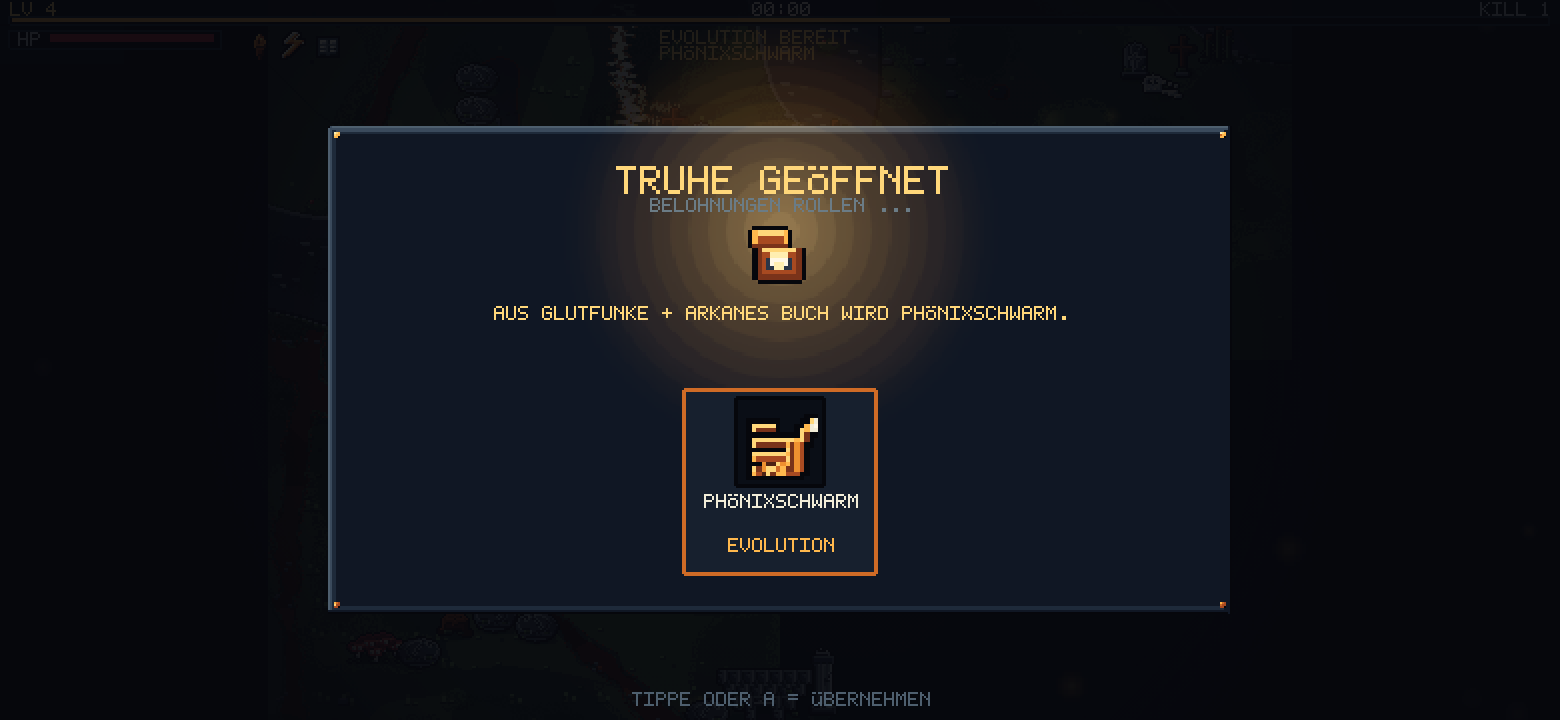 LV 4
00:00
KILL 1
HP
EVOLUTION BEREIT
PHöNIXSCHWARM
TRUHE GEöFFNET
BELOHNUNGEN ROLLEN ...
AUS GLUTFUNKE + ARKANES BUCH WIRD PHöNIXSCHWARM.
PHöNIXSCHWARM
EVOLUTION
TIPPE ODER A = üBERNEHMEN